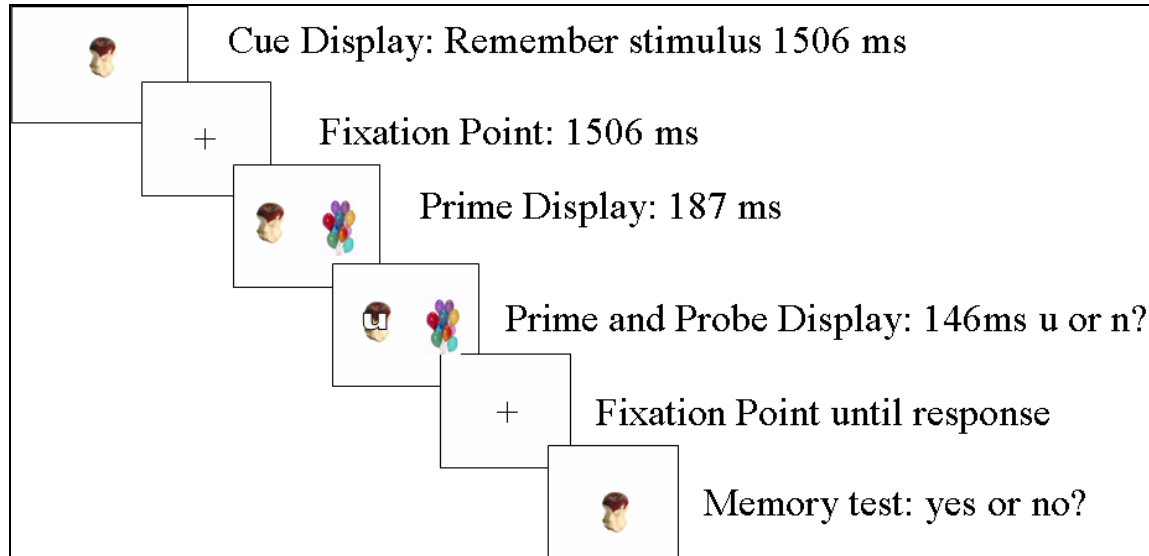 Cue Display: Remember stimulus 1506 ms
Fixation Point: 1506 ms
Prime Display: 187 ms
u
Prime and Probe Display: 146ms u or n?
Fixation Point until response
Memory test: yes or no?